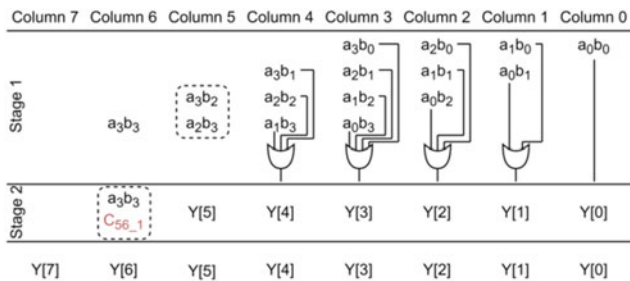 Column 7 Column 6 Column 5 Column 4 Column 3 Column 2 Column 1 Column 0
Stage 1
a₃b₀ a₂b₀ a₁b₀ a₀b₀
a₃b₁ a₂b₁ a₁b₁ a₀b₁
a₃b₂ a₂b₂ a₁b₂ a₀b₂
a₃b₃ a₂b₃ a₁b₃ a₀b₃
Stage 2
a₃b₃
C₅₆_₁
Y[5] Y[4] Y[3] Y[2] Y[1] Y[0]
Y[7] Y[6] Y[5] Y[4] Y[3] Y[2] Y[1] Y[0]